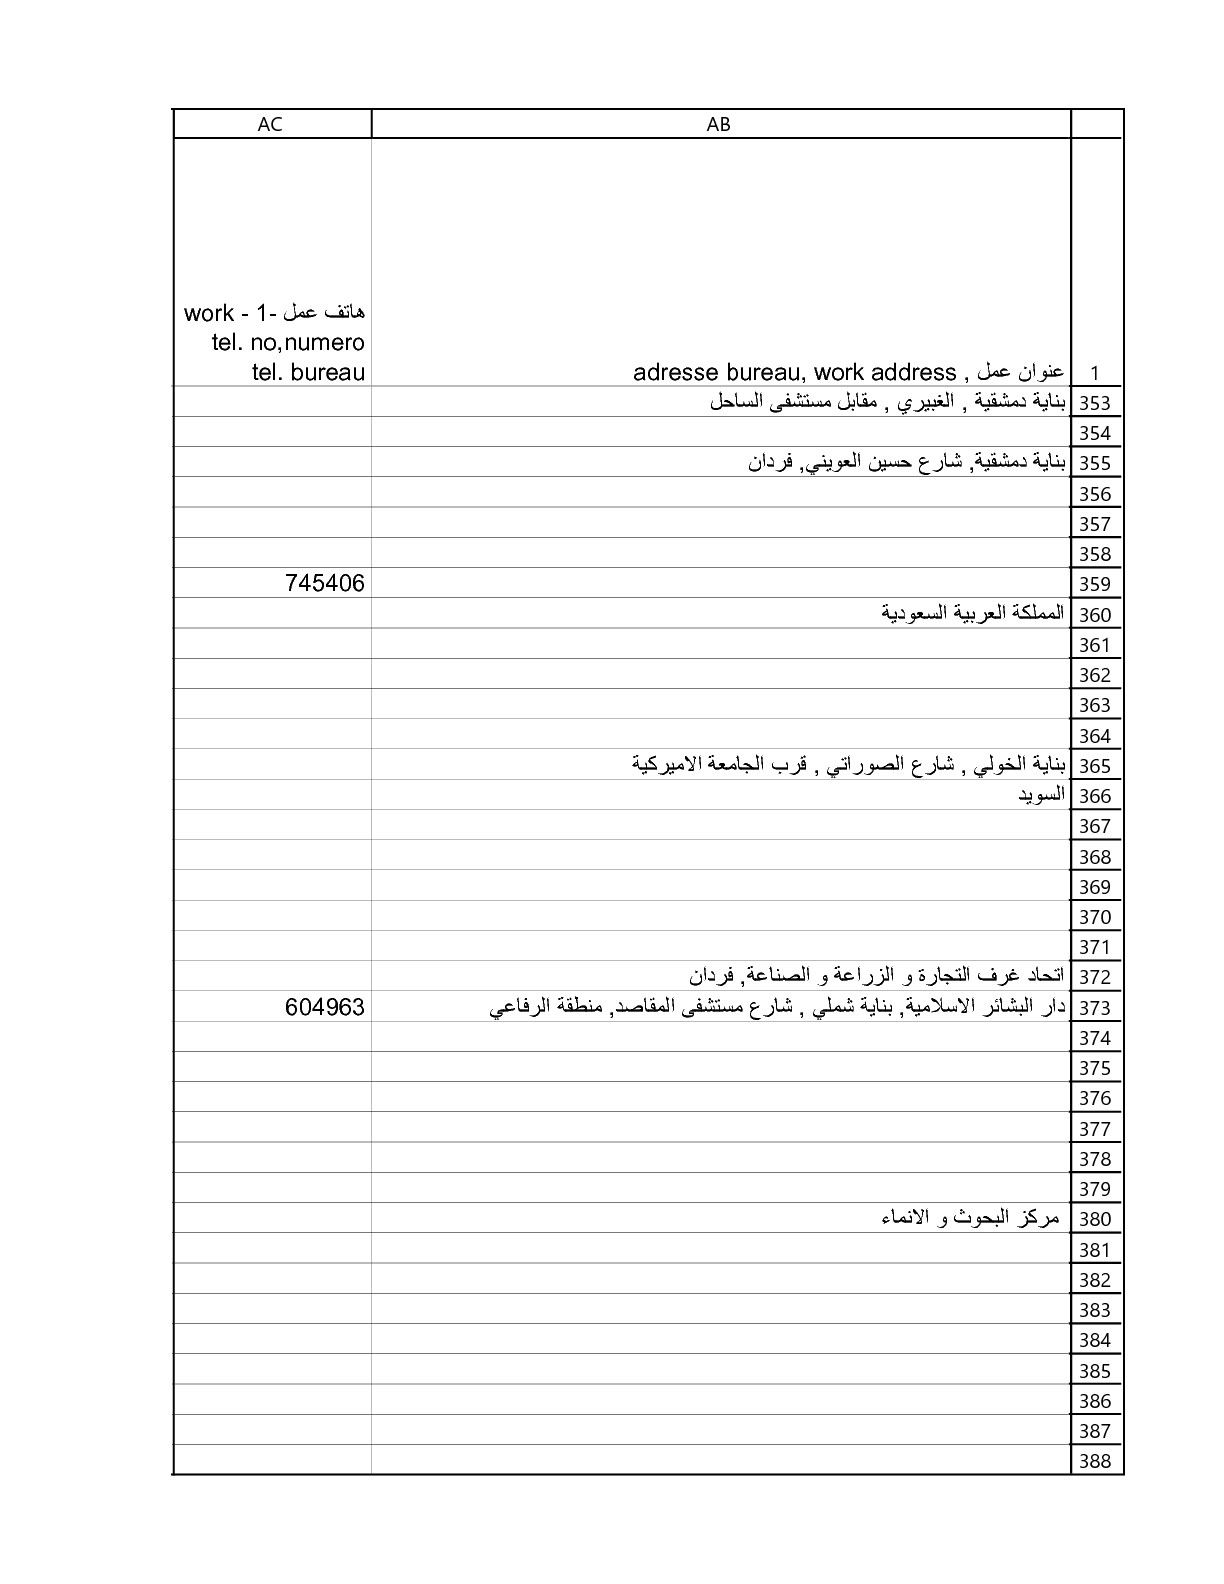 AB AC
1 عنوان عمل , adresse bureau, work address هاتف عمل -1 - work
tel. no,numero
tel. bureau
353 بناية دمشقية , الغبيري , مقابل مستشفى الساحل
354
355 بناية دمشقية, شارع حسين العويني, فردان
356
357
358
359 745406
360 المملكة العربية السعودية
361
362
363
364
365 بناية الخولي , شارع الصوراتي , قرب الجامعة الاميركية
366 السويد
367
368
369
370
371
372 اتحاد غرف التجارة و الزراعة و الصناعة, فردان
373 دار البشائر الاسلامية, بناية شملي , شارع مستشفى المقاصد, منطقة الرفاعي 604963
374
375
376
377
378
379
380 مركز البحوث و الانماء
381
382
383
384
385
386
387
388